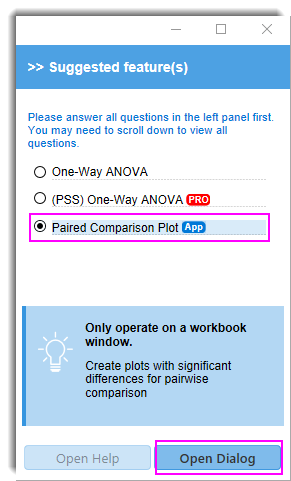 >> Suggested feature(s)
Please answer all questions in the left panel first.
You may need to scroll down to view all
questions.
One-Way ANOVA
(PSS) One-Way ANOVA PRO
Paired Comparison Plot App
Only operate on a workbook
window.
Create plots with significant
differences for pairwise
comparison
Open Help
Open Dialog